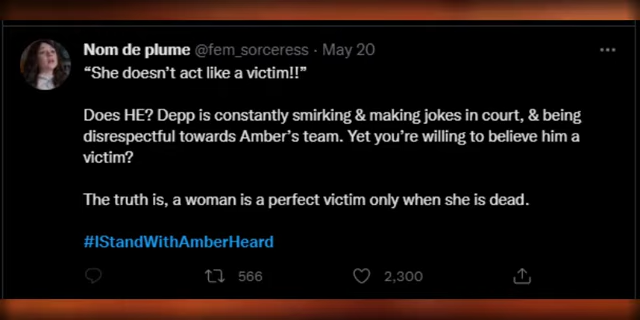 Nom de plume @fem_sorceress · May 20
“She doesn’t act like a victim!!”
Does HE? Depp is constantly smirking & making jokes in court, & being
disrespectful towards Amber’s team. Yet you’re willing to believe him a
victim?
The truth is, a woman is a perfect victim only when she is dead.
#IStandWithAmberHeard
566 2,300